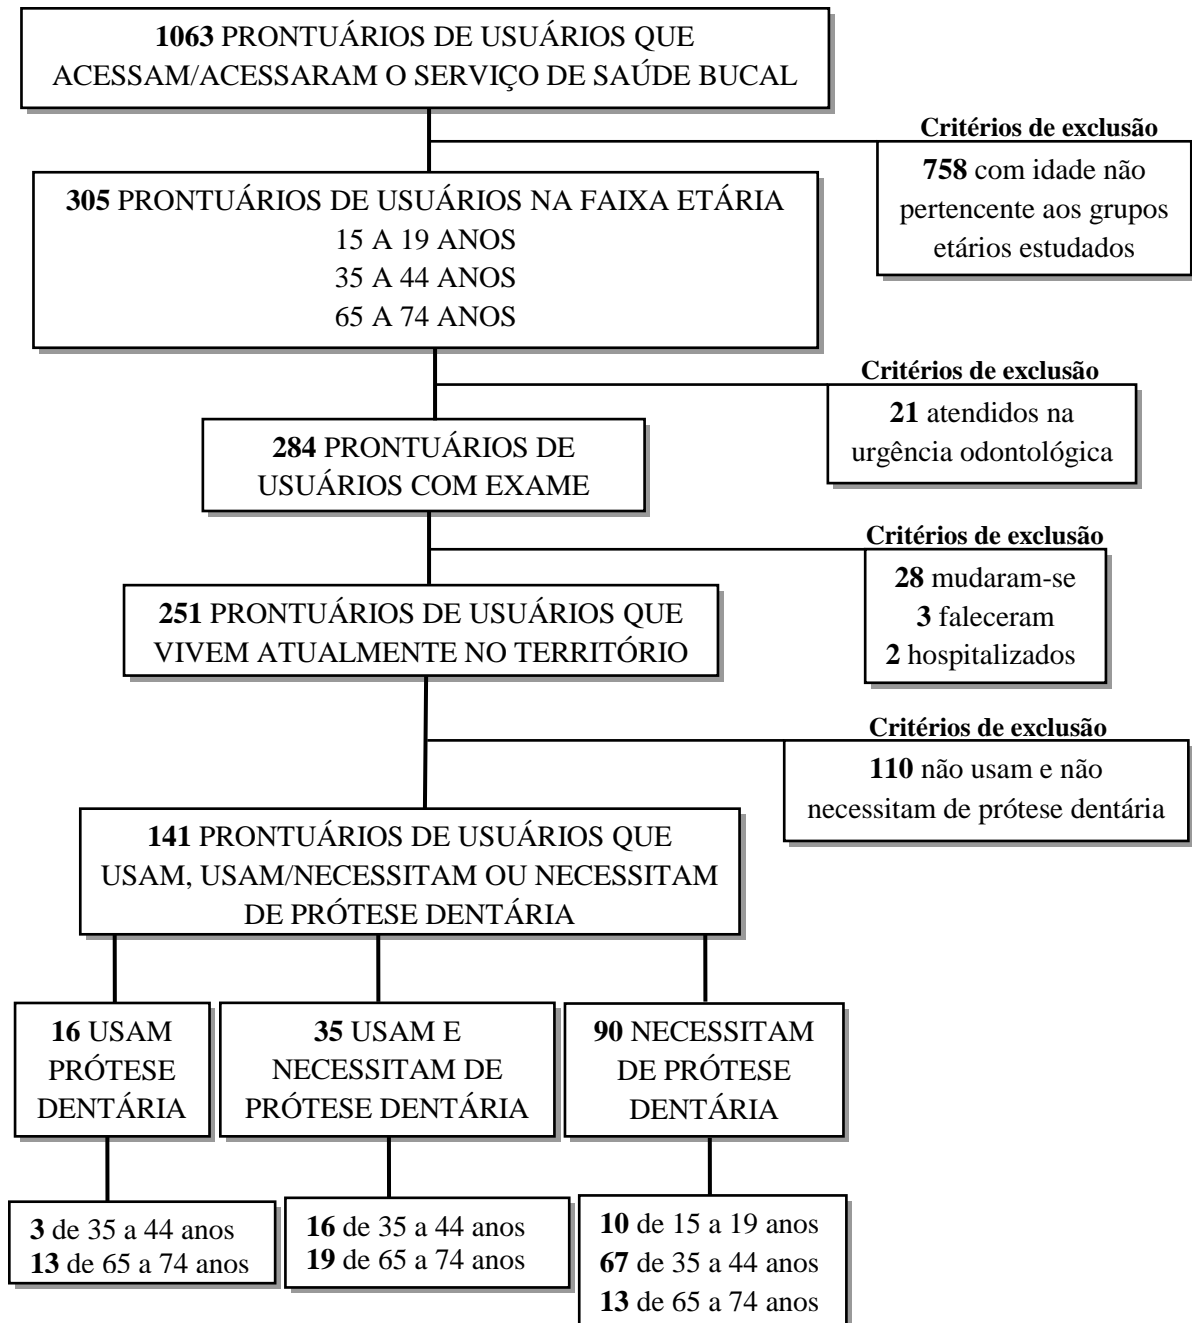 1063 PRONTUÁRIOS DE USUÁRIOS QUE
ACESSAM/ACESSARAM O SERVIÇO DE SAÚDE BUCAL
Critérios de exclusão
758 com idade não
pertencente aos grupos
etários estudados
305 PRONTUÁRIOS DE USUÁRIOS NA FAIXA ETÁRIA
15 A 19 ANOS
35 A 44 ANOS
65 A 74 ANOS
Critérios de exclusão
21 atendidos na
urgência odontológica
284 PRONTUÁRIOS DE
USUÁRIOS COM EXAME
Critérios de exclusão
28 mudaram-se
3 faleceram
2 hospitalizados
251 PRONTUÁRIOS DE USUÁRIOS QUE
VIVEM ATUALMENTE NO TERRITÓRIO
Critérios de exclusão
110 não usam e não
necessitam de prótese dentária
141 PRONTUÁRIOS DE USUÁRIOS QUE
USAM, USAM/NECESSITAM OU NECESSITAM
DE PRÓTESE DENTÁRIA
16 USAM
PRÓTESE
DENTÁRIA
35 USAM E
NECESSITAM DE
PRÓTESE DENTÁRIA
90 NECESSITAM
DE PRÓTESE
DENTÁRIA
3 de 35 a 44 anos
13 de 65 a 74 anos
16 de 35 a 44 anos
19 de 65 a 74 anos
10 de 15 a 19 anos
67 de 35 a 44 anos
13 de 65 a 74 anos